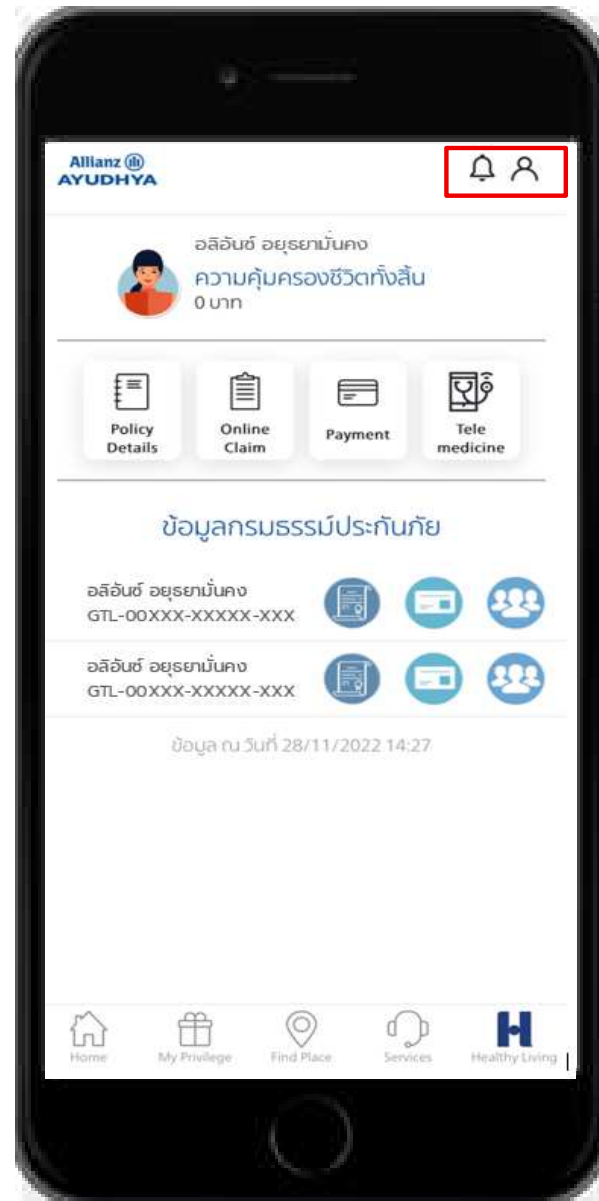 Allianz
AYUDHYA
อลิอันซ์ อยุธยามั่นคง
ความคุ้มครองชีวิตทั้งสิ้น
0 บาท
Policy
Details
Online
Claim
Payment
Tele
medicine
ข้อมูลกรมธรรม์ประกันภัย
อลิอันซ์ อยุธยามั่นคง
GTL-00XXX-XXXXX-XXX
อลิอันซ์ อยุธยามั่นคง
GTL-00XXX-XXXXX-XXX
ข้อมูล ณ วันที่ 28/11/2022 14:27
Home
My Privilege
Find Place
Services
Healthy Living